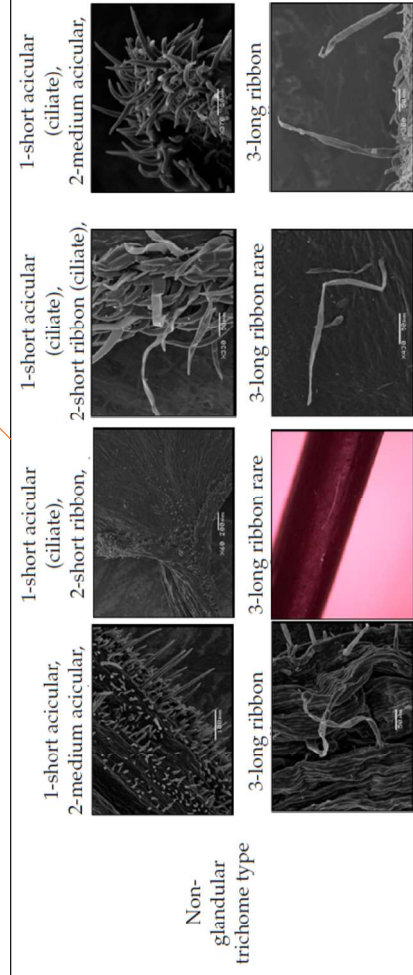 Non-
glandular
trichome type
1-short acicular,
2-medium acicular,
1-short acicular
(ciliate),
2-short ribbon,
1-short acicular
(ciliate),
2-short ribbon (ciliate),
1-short acicular
(ciliate),
2-medium acicular,
3-long ribbon
3-long ribbon rare
3-long ribbon rare
3-long ribbon